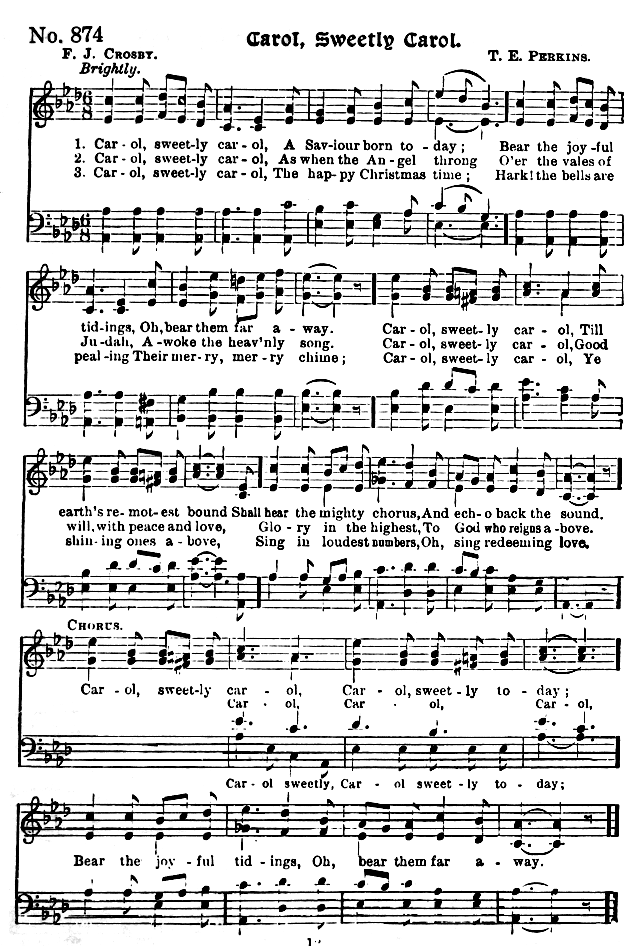 No. 874
Carol, Sweetly Carol.
F. J. Crosby.
T. E. Perkins.
Brightly.
1. Car - ol, sweet-ly car - ol, A Sav-iour born to - day; Bear the joy-ful
2. Car - ol, sweet-ly car - ol, As when the An - gel throng O'er the vales of
3. Car - ol, sweet-ly car - ol, The hap-py Christmas time; Hark! the bells are
tid-ings, Oh, bear them far a - way. Car - ol, sweet-ly car - ol, Till
Ju-dah, A-woke the heav'nly song. Car - ol, sweet-ly car - ol, Good
peal-ing Their mer-ry, mer-ry chime; Car - ol, sweet-ly car - ol, Ye
earth's re-mot-est bound Shall hear the mighty chorus, And ech-o back the sound.
will, with peace and love, Glo-ry in the highest, To God who reigns a-bove.
shin-ing ones a-bove, Sing in loudest numbers, Oh, sing redeeming love.
Chorus.
Car - ol, sweet-ly car - ol, Car - ol, sweet-ly to - day;
Car - ol, Car - ol, Car - ol,
Car - ol sweetly, Car - ol sweet - ly to - day;
Bear the joy - ful tid - ings, Oh, bear them far a - way.